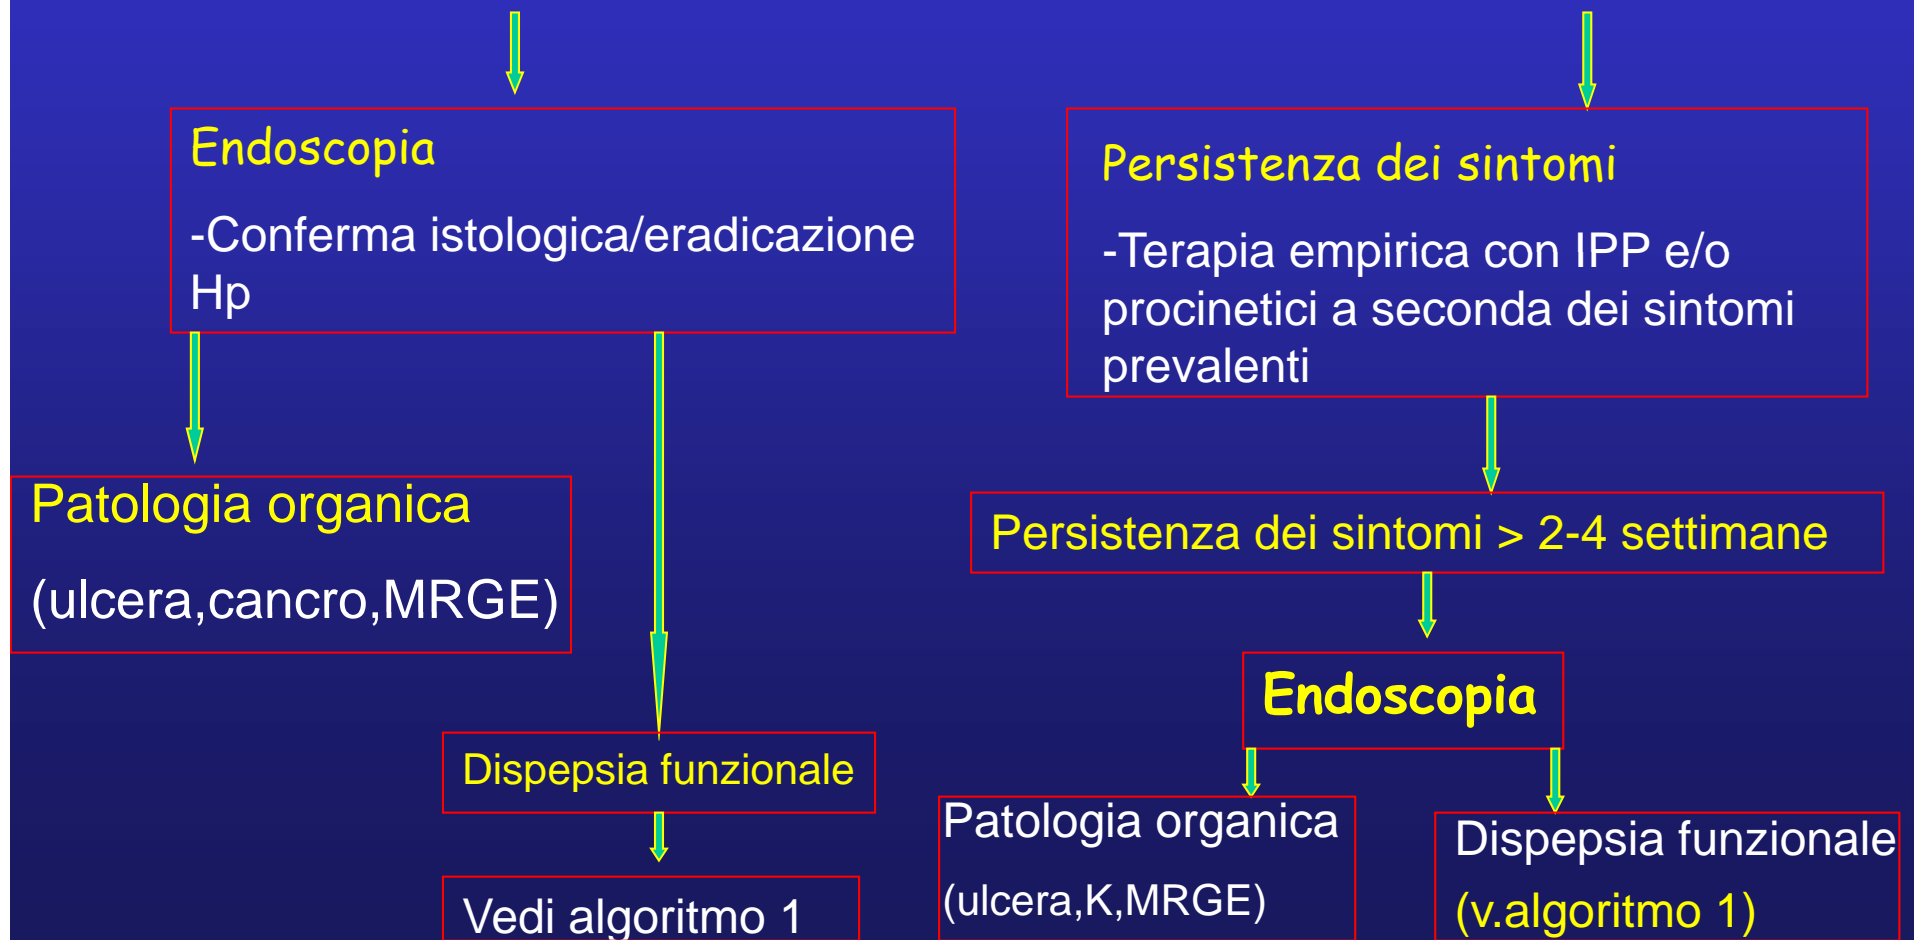 Endoscopia
-Conferma istologica/eradicazione
Hp
Persistenza dei sintomi
-Terapia empirica con IPP e/o
procinetici a seconda dei sintomi
prevalenti
Patologia organica
(ulcera,cancro,MRGE)
Persistenza dei sintomi > 2-4 settimane
Endoscopia
Dispepsia funzionale
Vedi algoritmo 1
Patologia organica
(ulcera,K,MRGE)
Dispepsia funzionale
(v.algoritmo 1)